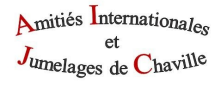 Amitiés Internationales
et
Jumelages de Chaville